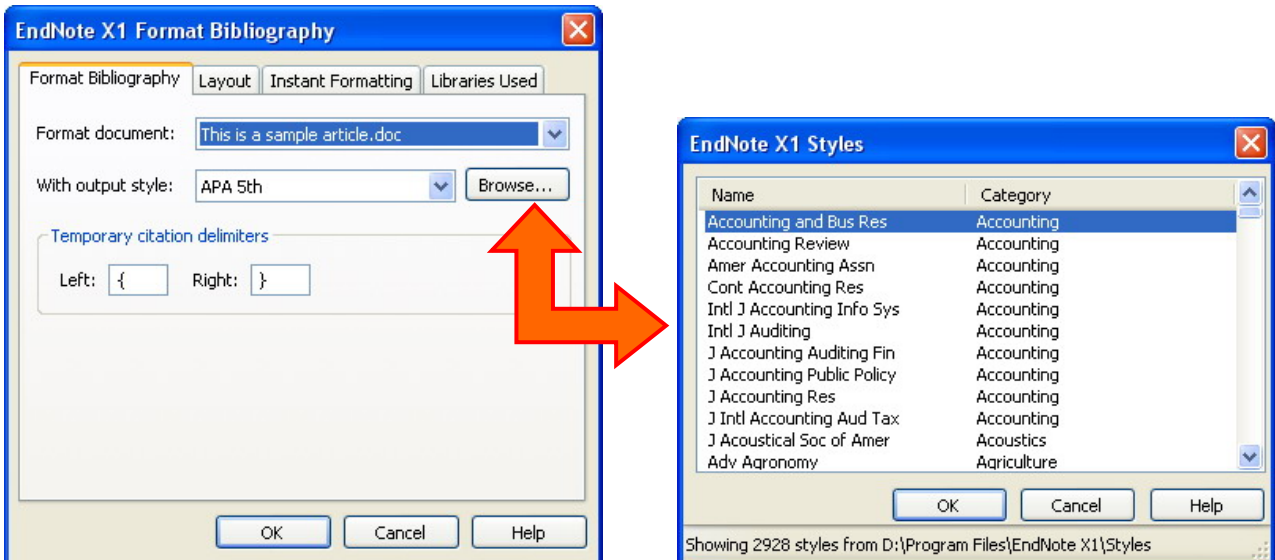 EndNote X1 Format Bibliography
Format Bibliography Layout Instant Formatting Libraries Used
Format document: This is a sample article.doc
With output style: APA 5th Browse...
Temporary citation delimiters
Left: { Right: }
OK Cancel Help
EndNote X1 Styles
Name Category
Accounting and Bus Res Accounting
Accounting Review Accounting
Amer Accounting Assn Accounting
Cont Accounting Res Accounting
Intl J Accounting Info Sys Accounting
Intl J Auditing Accounting
J Accounting Auditing Fin Accounting
J Accounting Public Policy Accounting
J Accounting Res Accounting
J Intl Accounting Aud Tax Accounting
J Acoustical Soc of Amer Acoustics
Adv Agronomy Agriculture
OK Cancel Help
Showing 2928 styles from D:\Program Files\EndNote X1\Styles